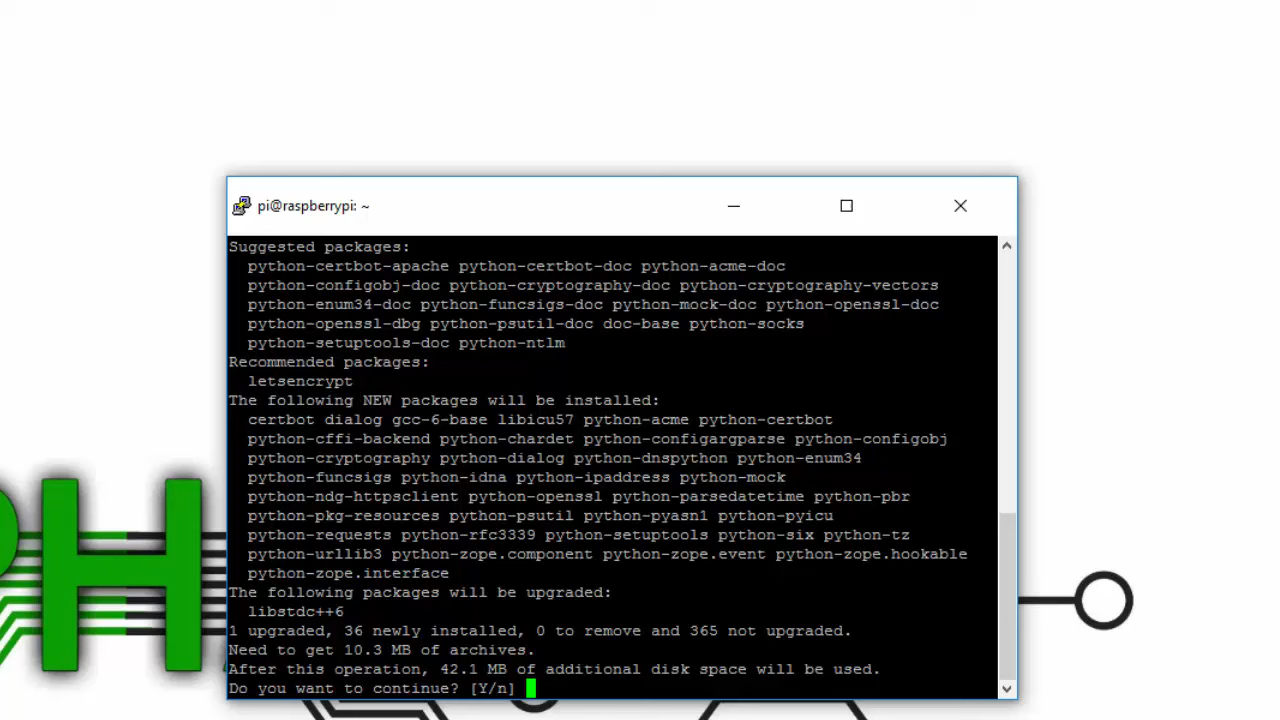 pi@raspberrypi: ~
Suggested packages:
python-certbot-apache python-certbot-doc python-acme-doc
python-configobj-doc python-cryptography-doc python-cryptography-vectors
python-enum34-doc python-funcsigs-doc python-mock-doc python-openssl-doc
python-openssl-dbg python-psutil-doc doc-base python-socks
python-setuptools-doc python-ntlm
Recommended packages:
letsencrypt
The following NEW packages will be installed:
certbot dialog gcc-6-base libicu57 python-acme python-certbot
python-cffi-backend python-chardet python-configargparse python-configobj
python-cryptography python-dialog python-dnspython python-enum34
python-funcsigs python-idna python-ipaddress python-mock
python-ndg-httpsclient python-openssl python-parsedatetime python-pbr
python-pkg-resources python-psutil python-pyasn1 python-pyicu
python-requests python-rfc3339 python-setuptools python-six python-tz
python-urllib3 python-zope.component python-zope.event python-zope.hookable
python-zope.interface
The following packages will be upgraded:
libstdc++6
1 upgraded, 36 newly installed, 0 to remove and 365 not upgraded.
Need to get 10.3 MB of archives.
After this operation, 42.1 MB of additional disk space will be used.
Do you want to continue? [Y/n]